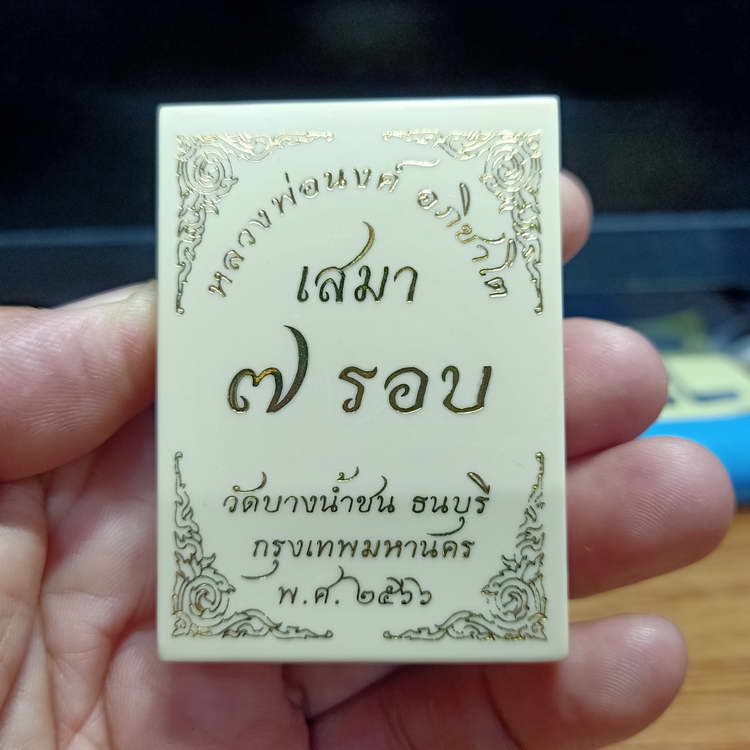 หลวงพ่อนงค์ อภิชาโต
เสมา
๗ รอบ
วัดบางน้ำชน ธนบุรี
กรุงเทพมหานคร
พ.ศ. ๒๕๖๖